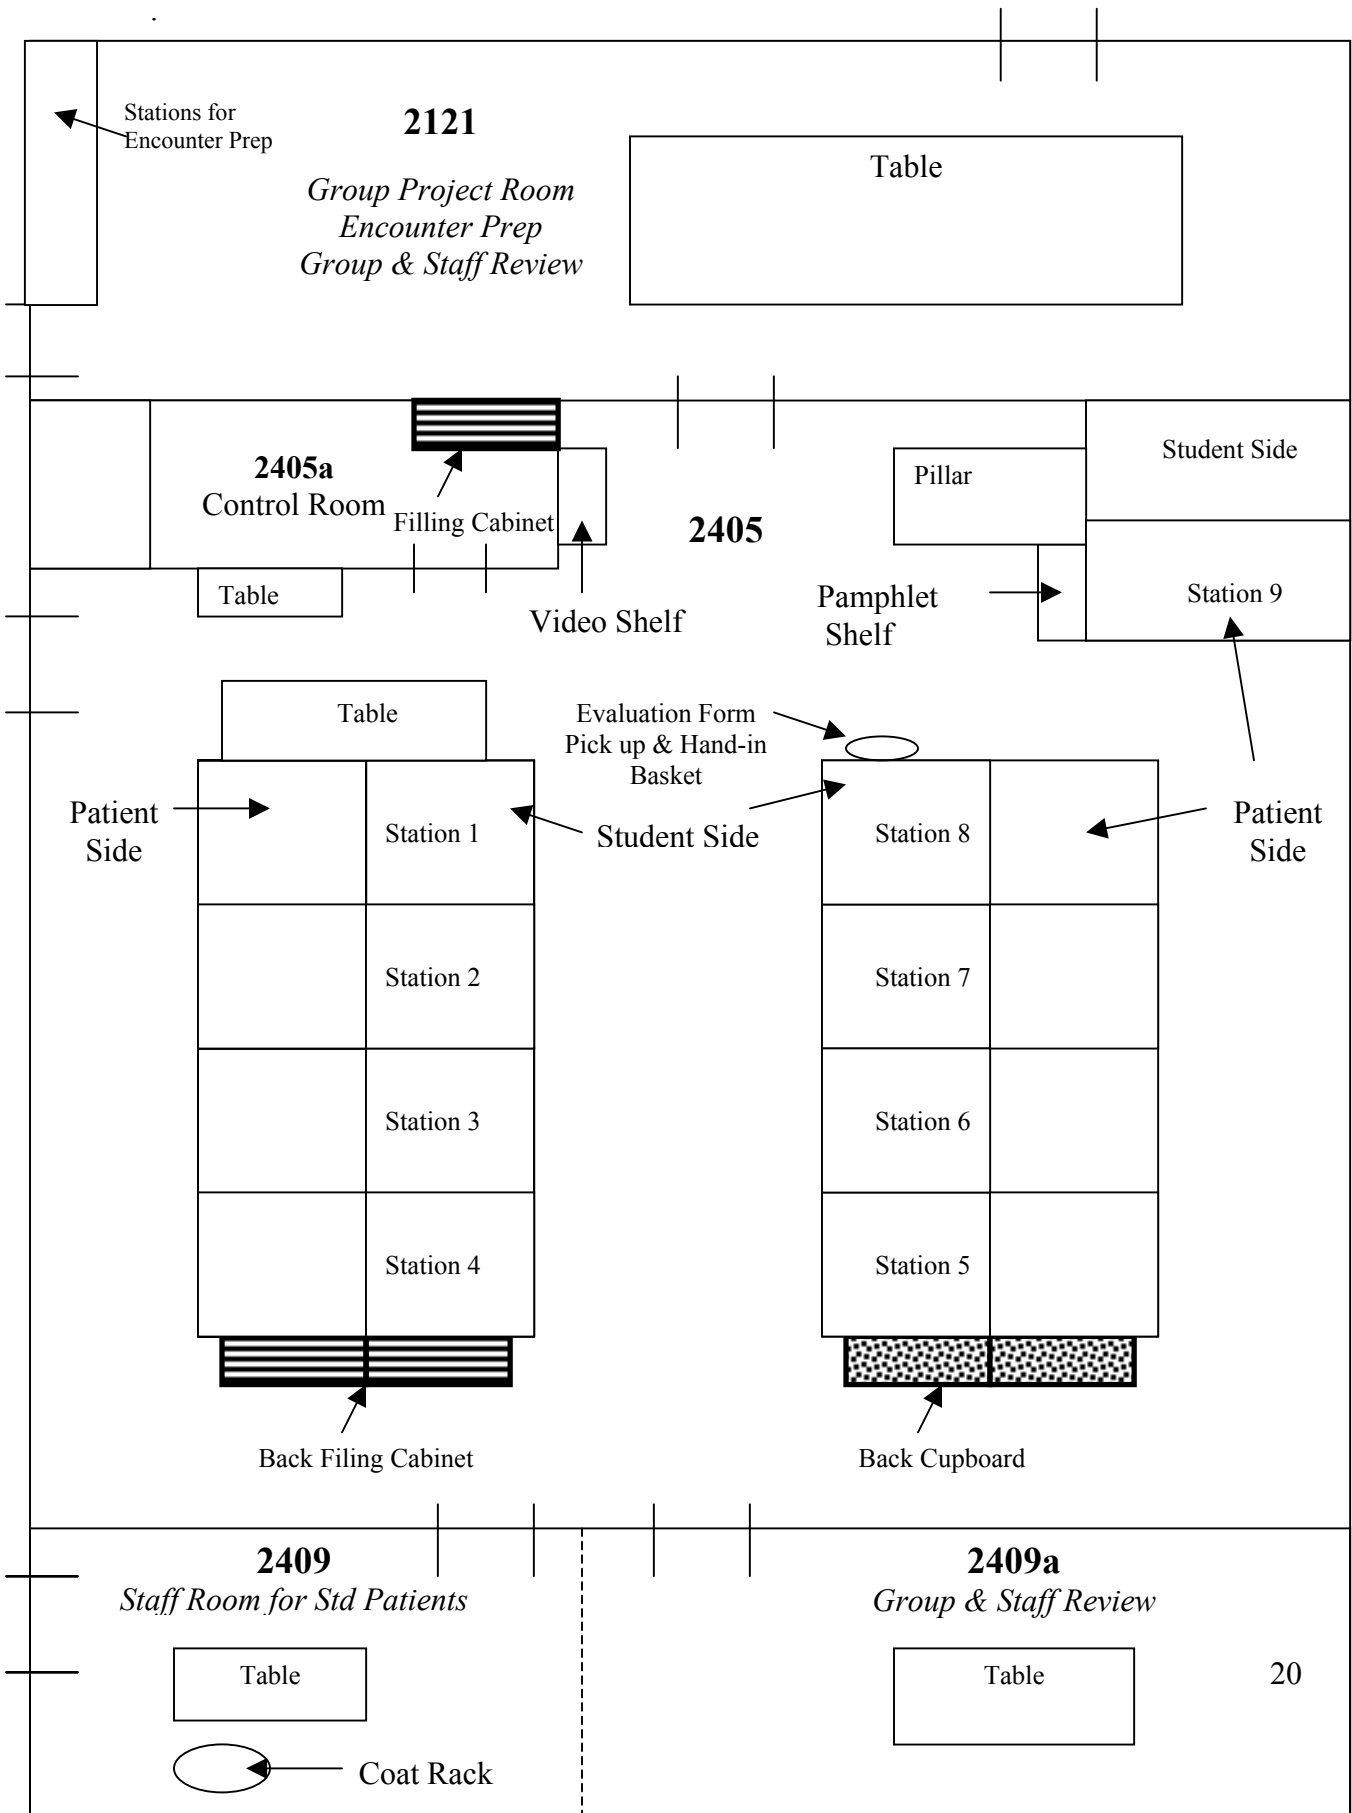 Stations for
Encounter Prep
2121
Group Project Room
Encounter Prep
Group & Staff Review
Table
2405a
Control Room
Filling Cabinet
Table
Video Shelf
2405
Pillar
Student Side
Pamphlet
Shelf
Station 9
Table
Evaluation Form
Pick up & Hand-in
Basket
Patient
Side
Station 1
Student Side
Station 8
Patient
Side
Station 2
Station 7
Station 3
Station 6
Station 4
Station 5
Back Filing Cabinet
Back Cupboard
2409
Staff Room for Std Patients
2409a
Group & Staff Review
Table
Table
20
Coat Rack